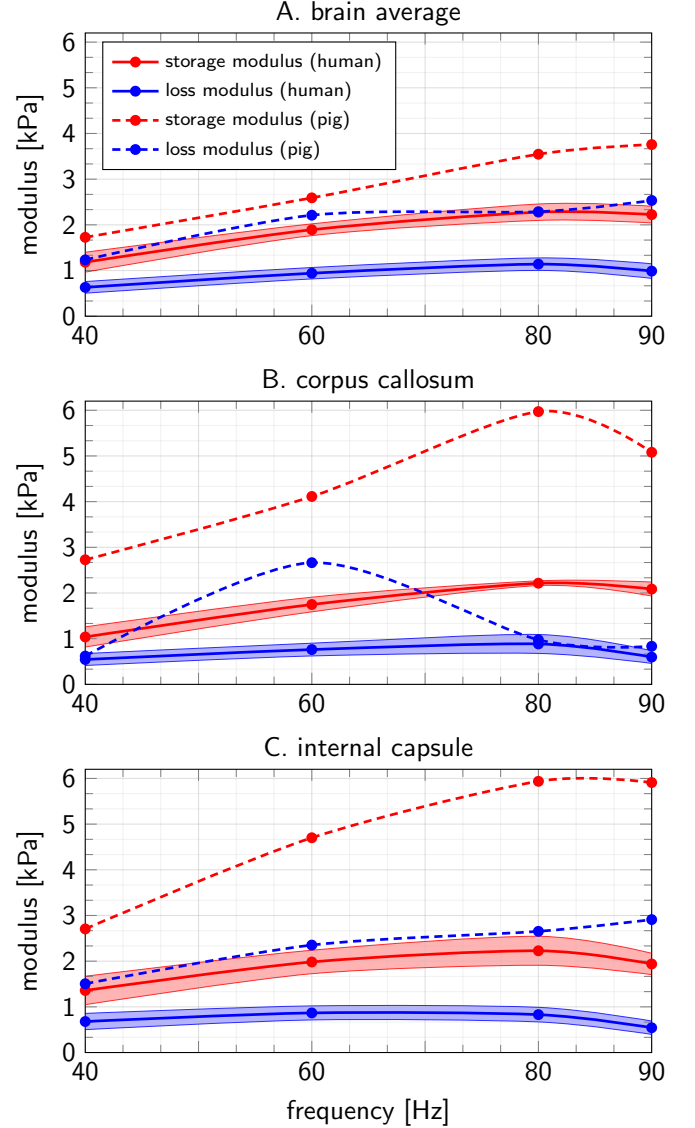 A. brain average
6
5
4
3
2
1
0
modulus [kPa]
storage modulus (human)
loss modulus (human)
storage modulus (pig)
loss modulus (pig)
40 60 80 90
B. corpus callosum
6
5
4
3
2
1
0
modulus [kPa]
40 60 80 90
C. internal capsule
6
5
4
3
2
1
0
modulus [kPa]
40 60 80 90
frequency [Hz]